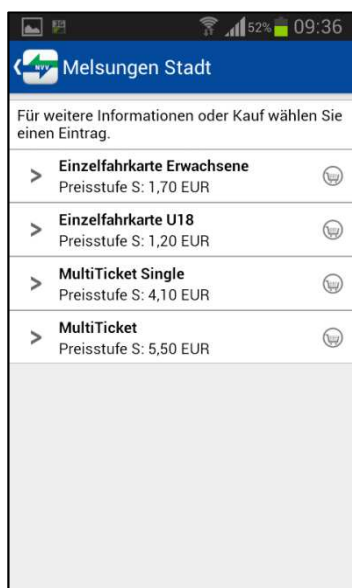 52% 09:36
NVV Melsungen Stadt
Für weitere Informationen oder Kauf wählen Sie
einen Eintrag.
> Einzelfahrkarte Erwachsene
Preisstufe S: 1,70 EUR
> Einzelfahrkarte U18
Preisstufe S: 1,20 EUR
> MultiTicket Single
Preisstufe S: 4,10 EUR
> MultiTicket
Preisstufe S: 5,50 EUR